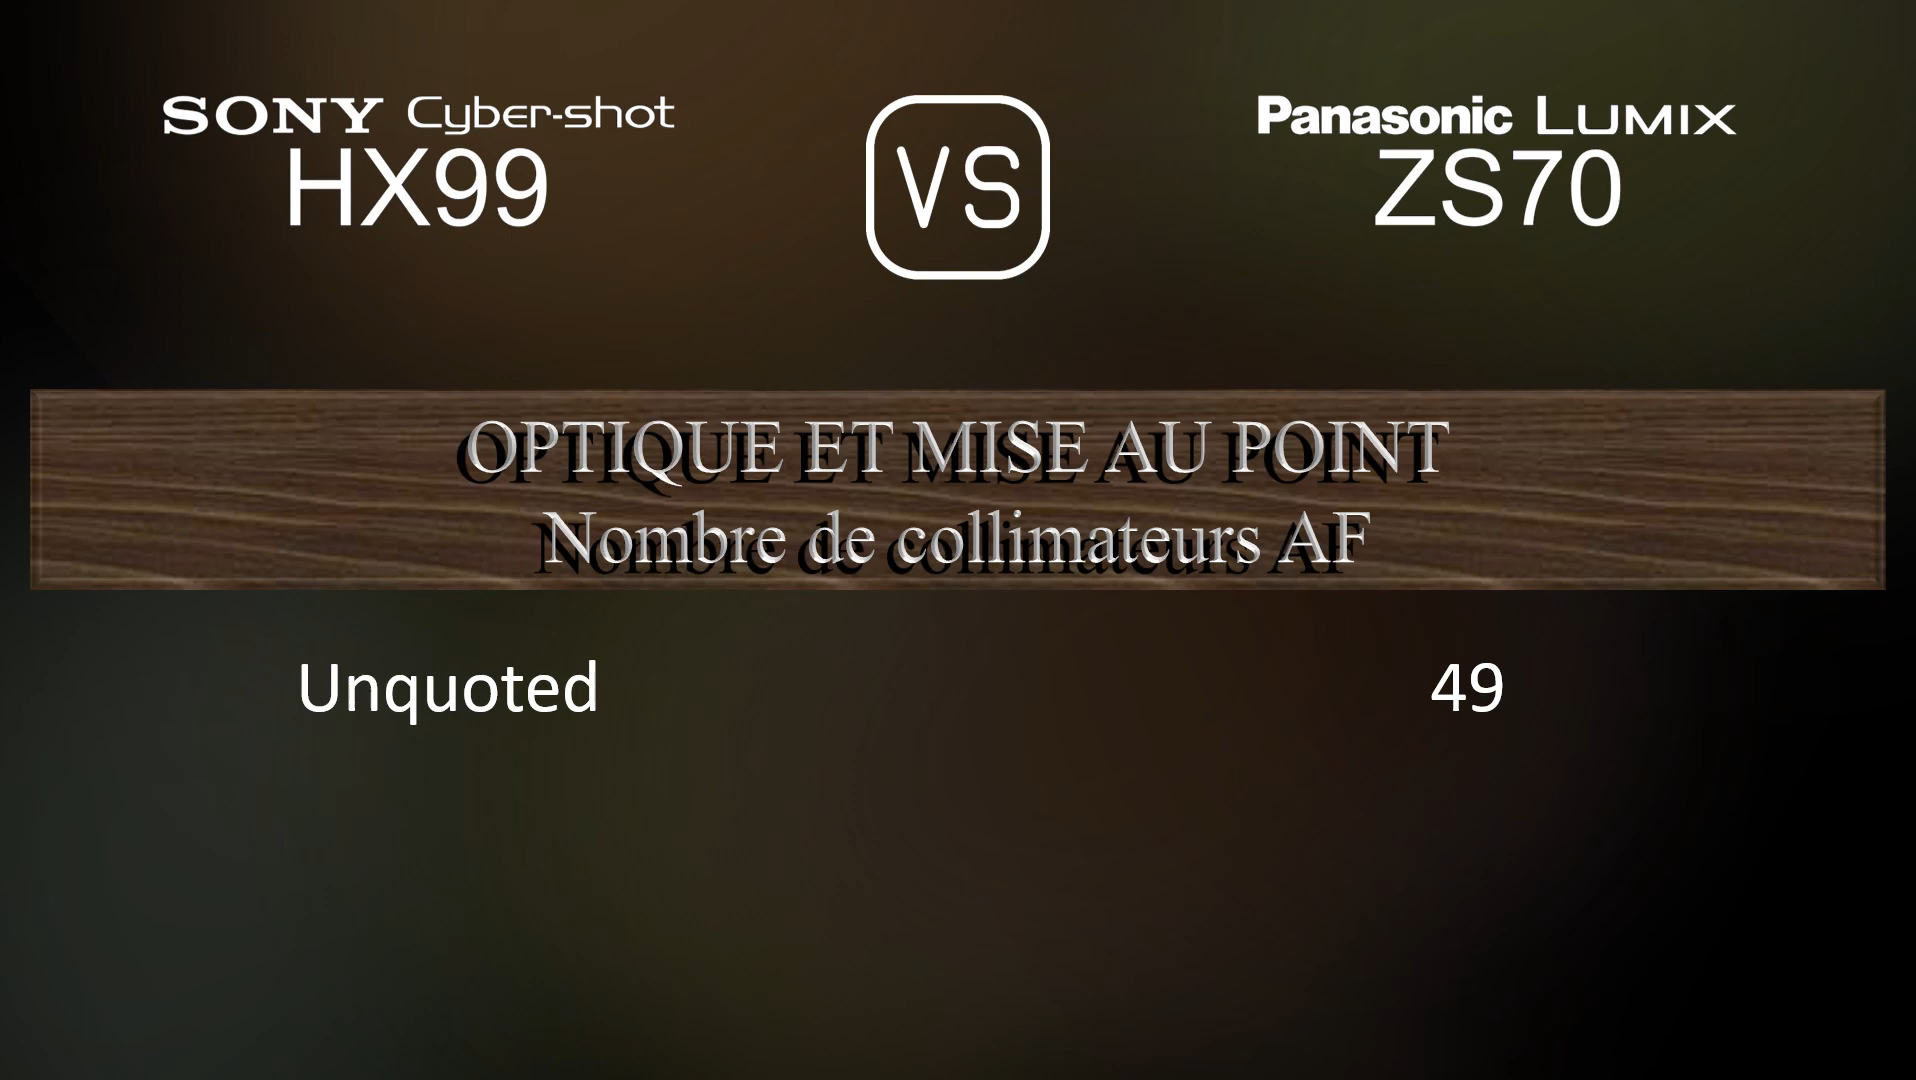 SONY Cyber-shot
HX99
VS
Panasonic LUMIX
ZS70
OPTIQUE ET MISE AU POINT
Nombre de collimateurs AF
Unquoted
49